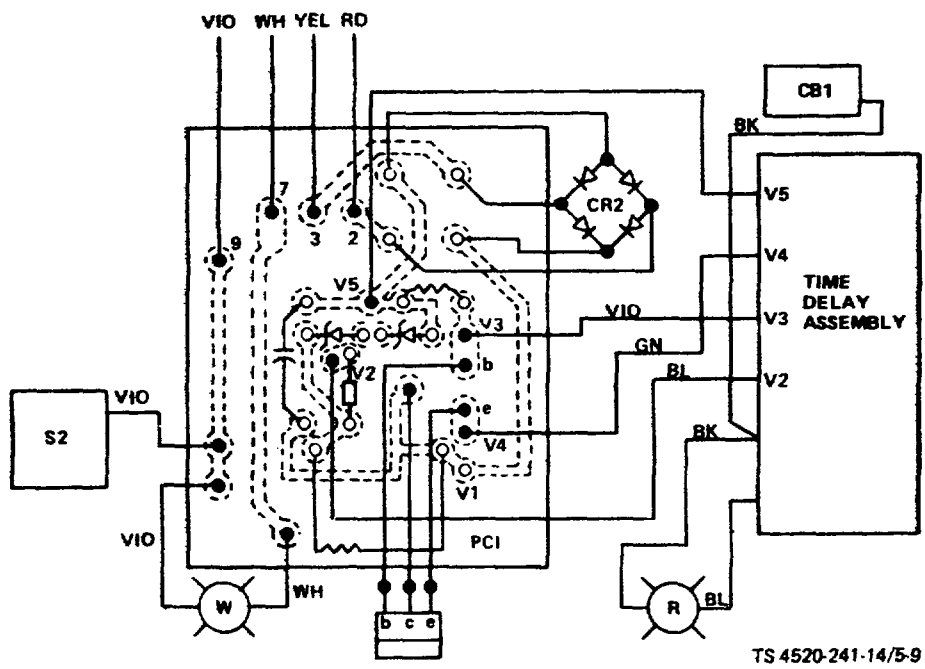 VIO WH YEL RD
CB1
BK
7
V5
CR2
3 2
9
V4
V5
TIME
DELAY
ASSEMBLY
V3
VIO
V3
GN
b
V2
BL
V2
VIO
e
S2
BK
V4
V1
VIO
PCI
WH
W
R
BL
b c e
TS 4520-241-14/5-9